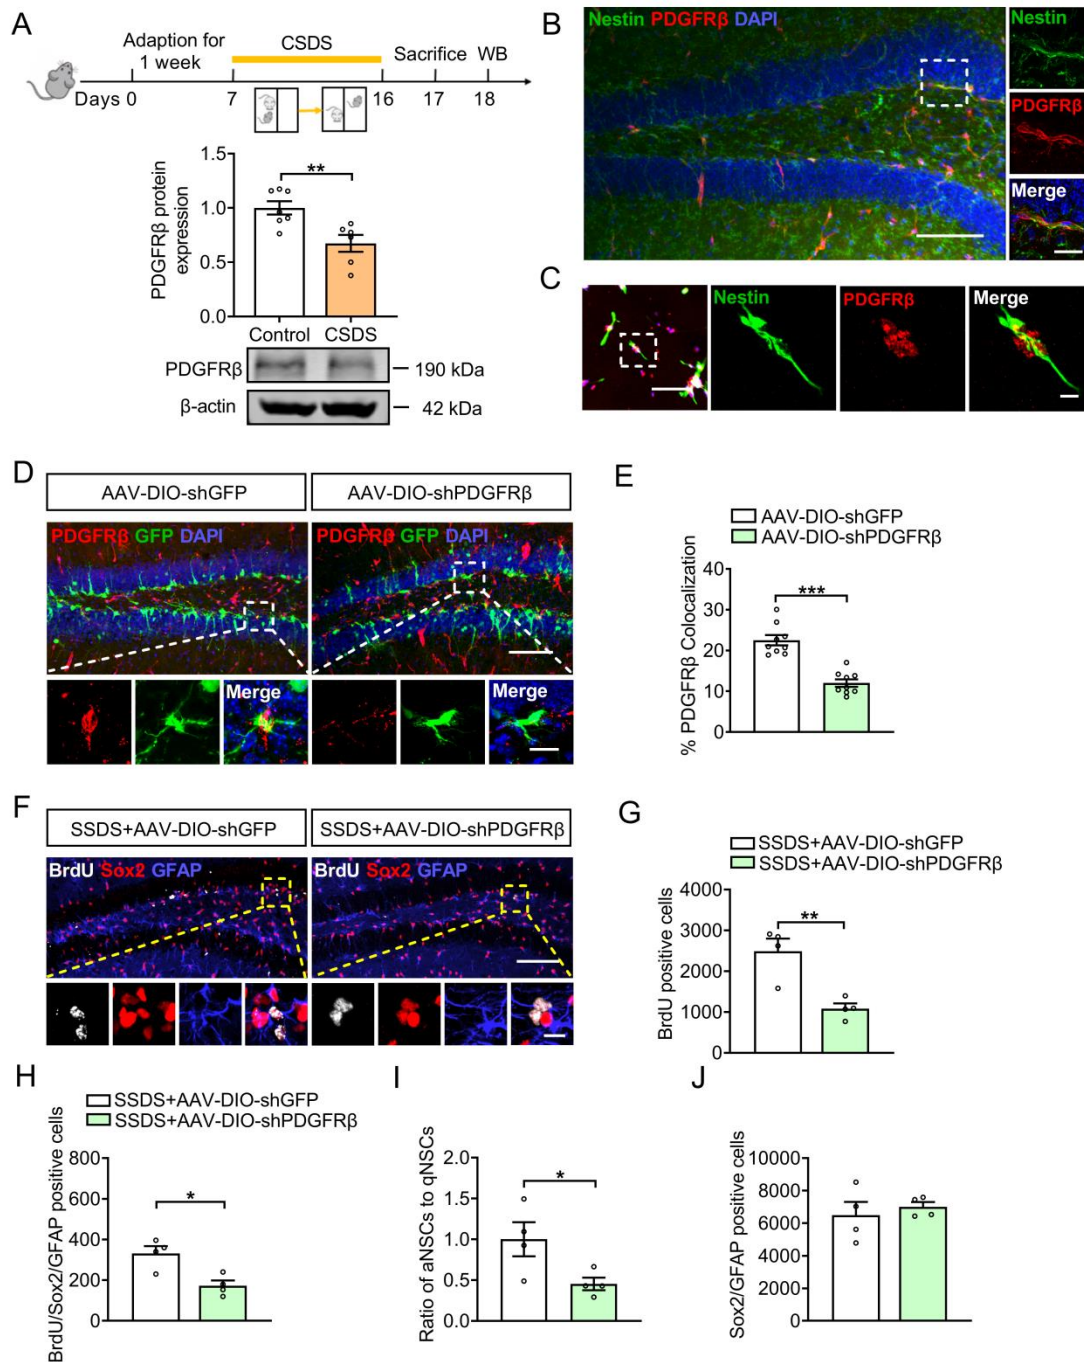 A
Adaption for
1 week
CSDS
Sacrifice WB
Days 0 7 16 17 18
PDGFRβ protein
expression
1.5
1.0
0.5
0.0
**
Control CSDS
PDGFRβ 190 kDa
β-actin 42 kDa
B
Nestin PDGFRβ DAPI
Nestin
PDGFRβ
Merge
C
Nestin PDGFRβ Merge
D
AAV-DIO-shGFP AAV-DIO-shPDGFRβ
PDGFRβ GFP DAPI PDGFRβ GFP DAPI
Merge Merge
E
AAV-DIO-shGFP
AAV-DIO-shPDGFRβ
% PDGFRβ Colocalization
40
30
20
10
0
***
F
SSDS+AAV-DIO-shGFP SSDS+AAV-DIO-shPDGFRβ
BrdU Sox2 GFAP BrdU Sox2 GFAP
G
SSDS+AAV-DIO-shGFP
SSDS+AAV-DIO-shPDGFRβ
BrdU positive cells
4000
3000
2000
1000
0
**
H
SSDS+AAV-DIO-shGFP
SSDS+AAV-DIO-shPDGFRβ
BrdU/Sox2/GFAP positive cells
800
600
400
200
0
*
I
Ratio of aNSCs to qNSCs
2.0
1.5
1.0
0.5
0.0
*
J
Sox2/GFAP positive cells
10000
8000
6000
4000
2000
0